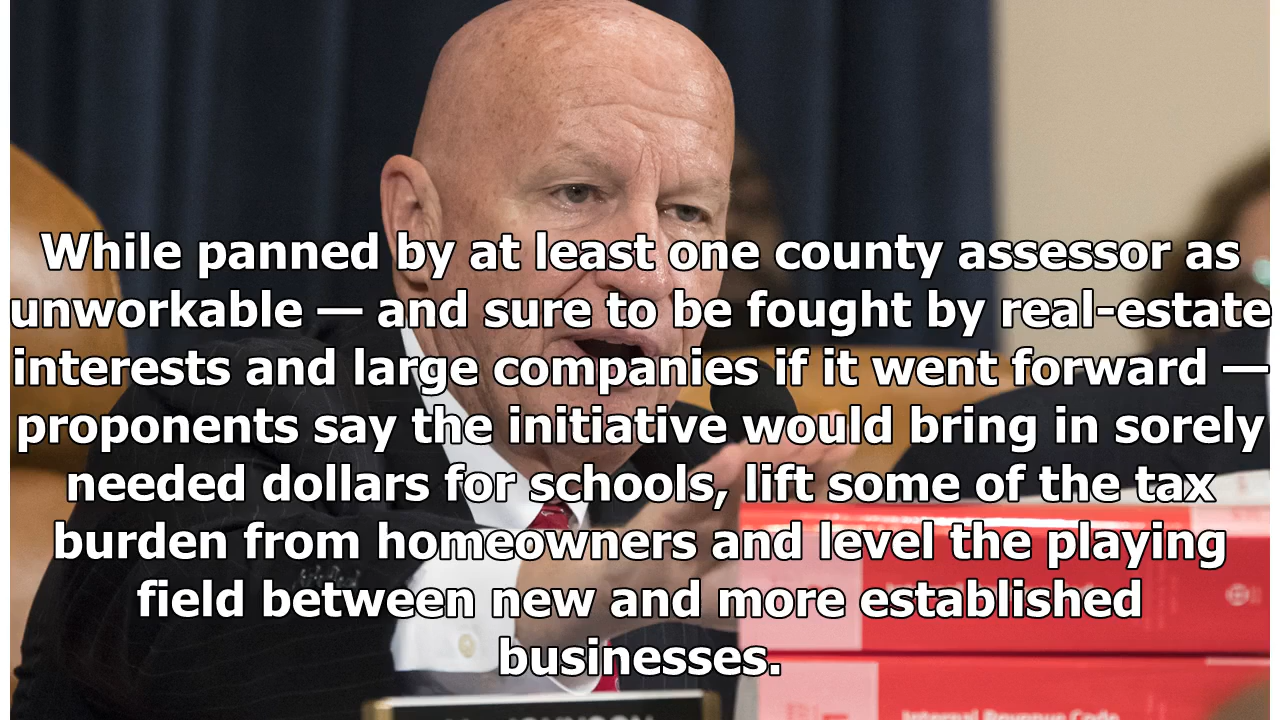 While panned by at least one county assessor as
unworkable — and sure to be fought by real-estate
interests and large companies if it went forward —
proponents say the initiative would bring in sorely
needed dollars for schools, lift some of the tax
burden from homeowners and level the playing
field between new and more established
businesses.
Internal Revenue Code